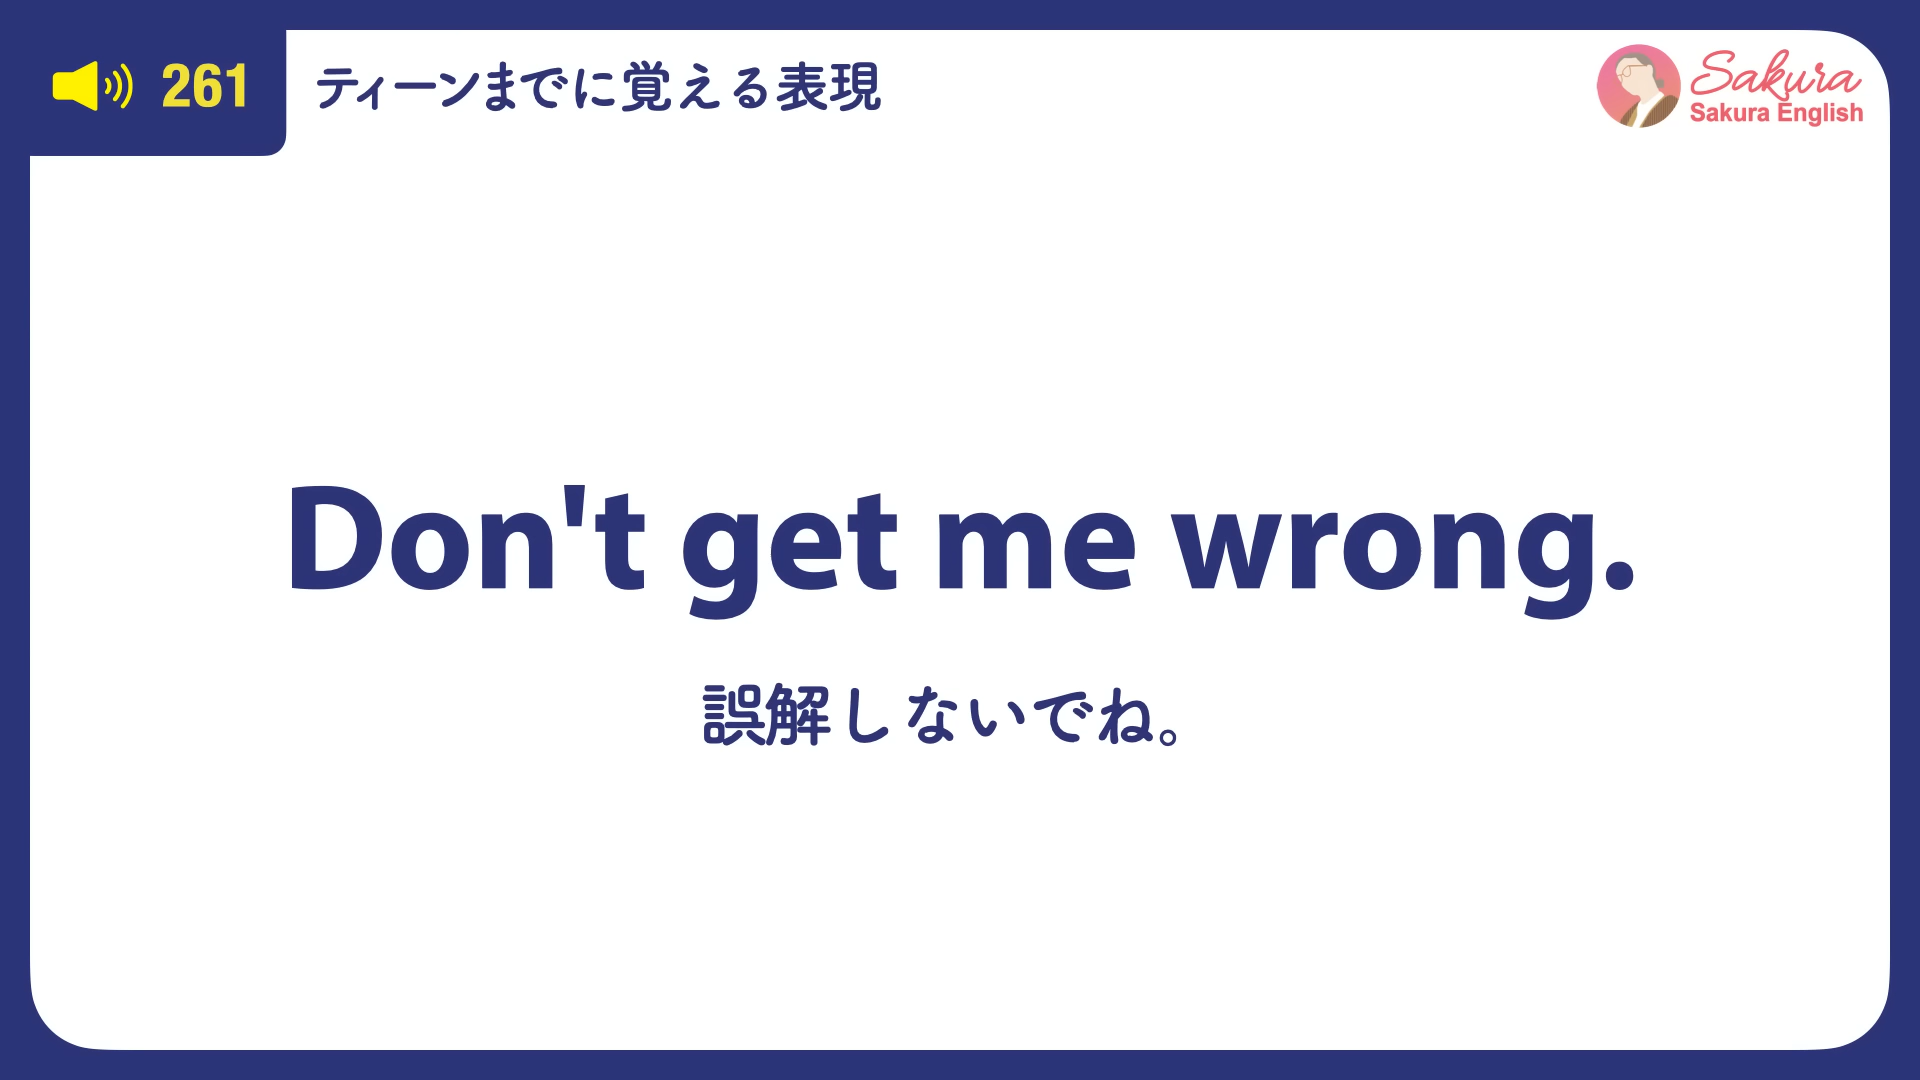 261
ティーンまでに覚える表現
Sakura
Sakura English
Don't get me wrong.
誤解しないでね。